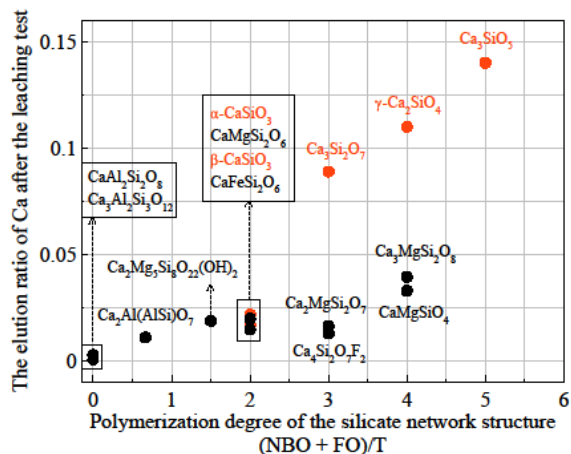 The elution ratio of Ca after the leaching test
0.15
0.1
0.05
0
Ca₃SiO₅
γ-Ca₂SiO₄
Ca₃Si₂O₇
α-CaSiO₃
CaMgSi₂O₆
β-CaSiO₃
CaFeSi₂O₆
CaAl₂Si₂O₈
Ca₃Al₂Si₃O₁₂
Ca₂Mg₅Si₈O₂₂(OH)₂
Ca₂Al(AlSi)O₇
Ca₃MgSi₂O₈
CaMgSiO₄
Ca₂MgSi₂O₇
Ca₄Si₂O₇F₂
0 1 2 3 4 5 6
Polymerization degree of the silicate network structure
(NBO + FO)/T